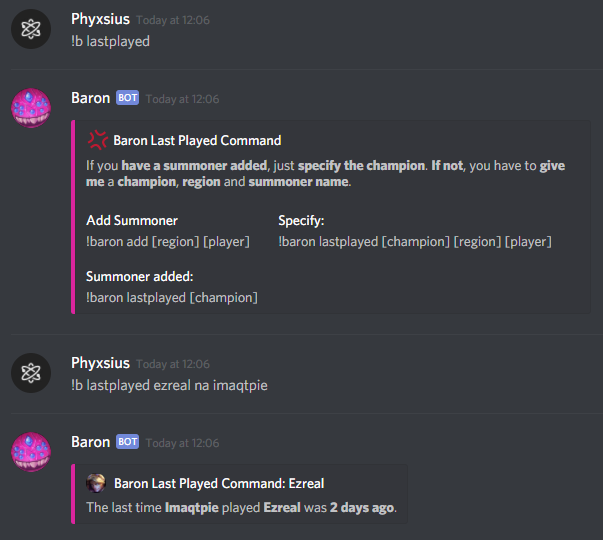 Phyxsius Today at 12:06
!b lastplayed
Baron BOT Today at 12:06
Baron Last Played Command
If you have a summoner added, just specify the champion. If not, you have to give
me a champion, region and summoner name.
Add Summoner Specify:
!baron add [region] [player] !baron lastplayed [champion] [region] [player]
Summoner added:
!baron lastplayed [champion]
Phyxsius Today at 12:06
!b lastplayed ezreal na imaqtpie
Baron BOT Today at 12:06
Baron Last Played Command: Ezreal
The last time Imaqtpie played Ezreal was 2 days ago.